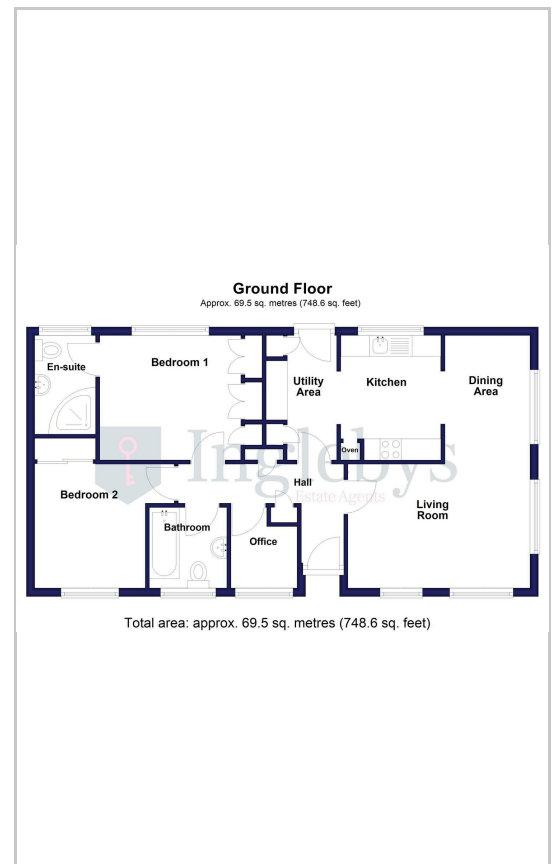 Ground Floor
Approx. 69.5 sq. metres (748.6 sq. feet)
En-suite
Bedroom 1
Utility
Area
Kitchen
Dining
Area
Oven
Inglebys
Estate Agents
Bedroom 2
Hall
Living
Room
Bathroom
Office
Total area: approx. 69.5 sq. metres (748.6 sq. feet)